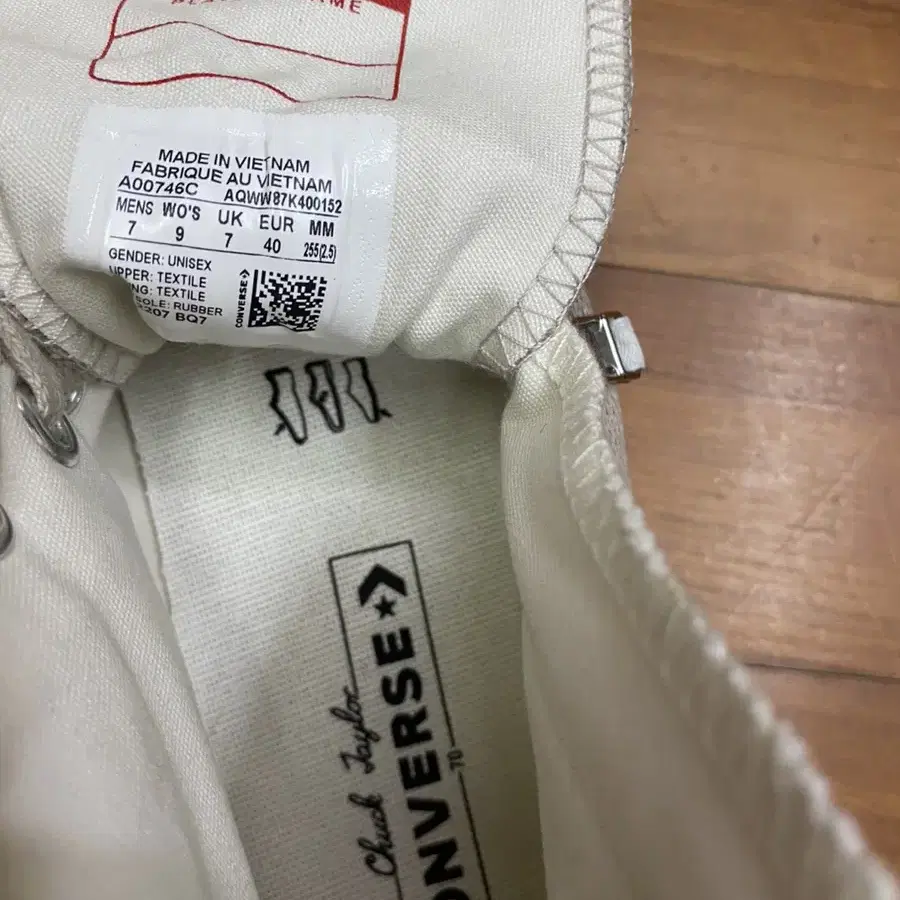 MADE IN VIETNAM
FABRIQUE AU VIETNAM
A00746C AQWW87K400152
MENS WO'S UK EUR MM
7 9 7 40 255(2.5)
GENDER: UNISEX
UPPER: TEXTILE
TEXTILE
SOLE: RUBBER
207 BQ7
CONVERSE
Chuck Taylor
CONVERSE
70